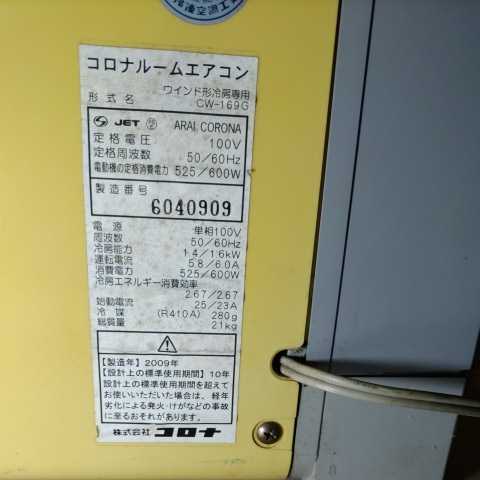 冷凍空調工
コロナルームエアコン
ウインド形冷房専用
形式名 CW-169G
JET ARAI CORONA
定格電圧 100V
定格周波数 50/60Hz
電動機の定格消費電力 525/600W
製造番号
6040909
電源 単相100V
周波数 50/60Hz
冷房能力 1.4/1.6kW
運転電流 5.8/6.0A
消費電力 525/600W
冷房エネルギー消費効率
2.67/2.67
始動電流 25/23A
冷媒 (R410A) 280g
総質量 21kg
【製造年】2009年
【設計上の標準使用期間】10年
設計上の標準使用期間を超えて
お使いいただいた場合は、経年
劣化による発火・けがなどの事故
に至るおそれがあります。
株式会社 コロナ